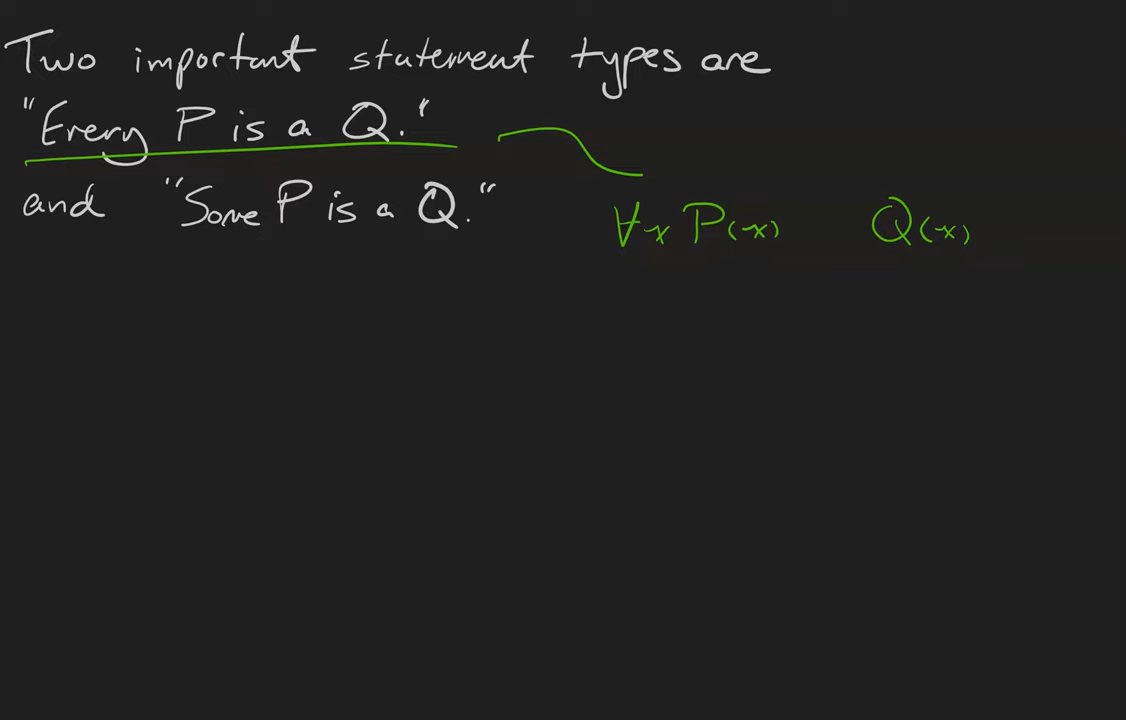 Two important statement types are
"Every P is a Q."
and "Some P is a Q."
∀x P(x) Q(x)